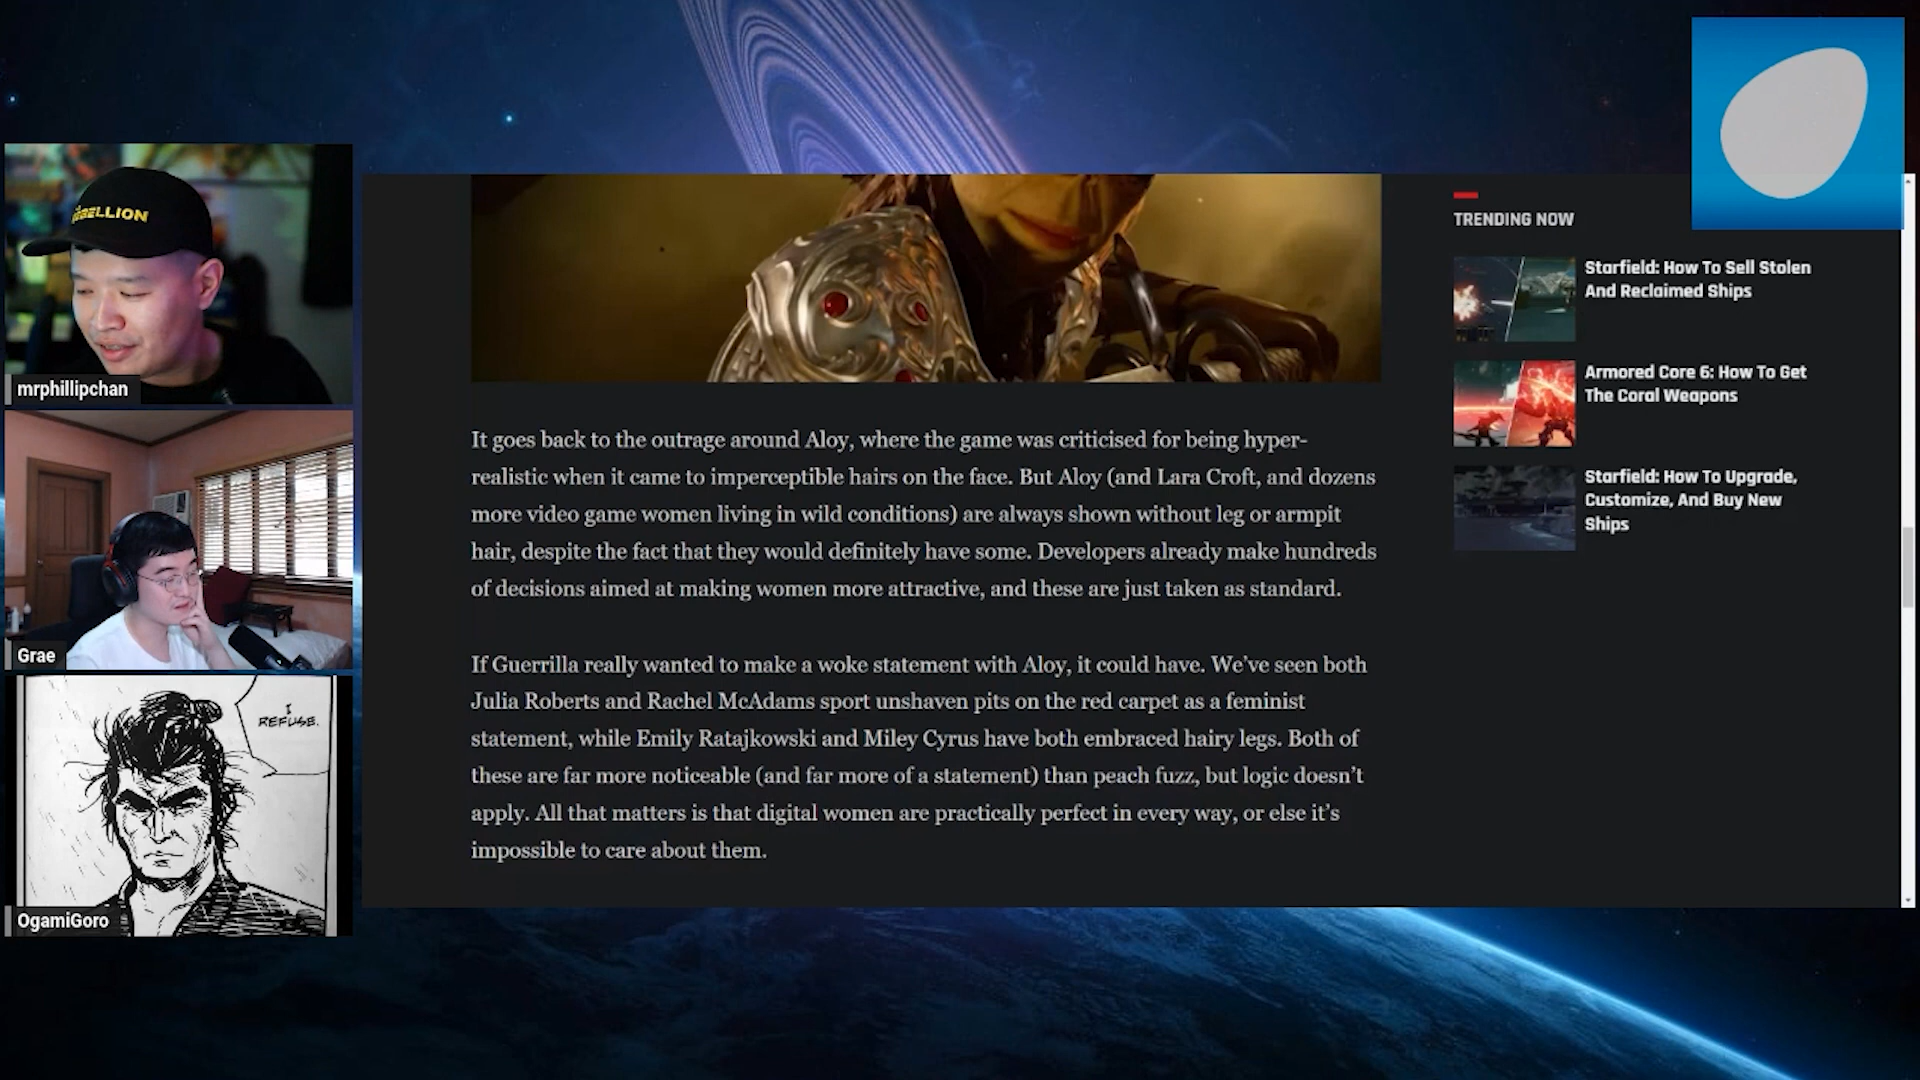 REBELLION
mrphillipchan
Grae
I
REFUSE.
OgamiGoro
It goes back to the outrage around Aloy, where the game was criticised for being hyper-
realistic when it came to imperceptible hairs on the face. But Aloy (and Lara Croft, and dozens
more video game women living in wild conditions) are always shown without leg or armpit
hair, despite the fact that they would definitely have some. Developers already make hundreds
of decisions aimed at making women more attractive, and these are just taken as standard.
If Guerrilla really wanted to make a woke statement with Aloy, it could have. We’ve seen both
Julia Roberts and Rachel McAdams sport unshaven pits on the red carpet as a feminist
statement, while Emily Ratajkowski and Miley Cyrus have both embraced hairy legs. Both of
these are far more noticeable (and far more of a statement) than peach fuzz, but logic doesn’t
apply. All that matters is that digital women are practically perfect in every way, or else it’s
impossible to care about them.
TRENDING NOW
Starfield: How To Sell Stolen
And Reclaimed Ships
Armored Core 6: How To Get
The Coral Weapons
Starfield: How To Upgrade,
Customize, And Buy New
Ships